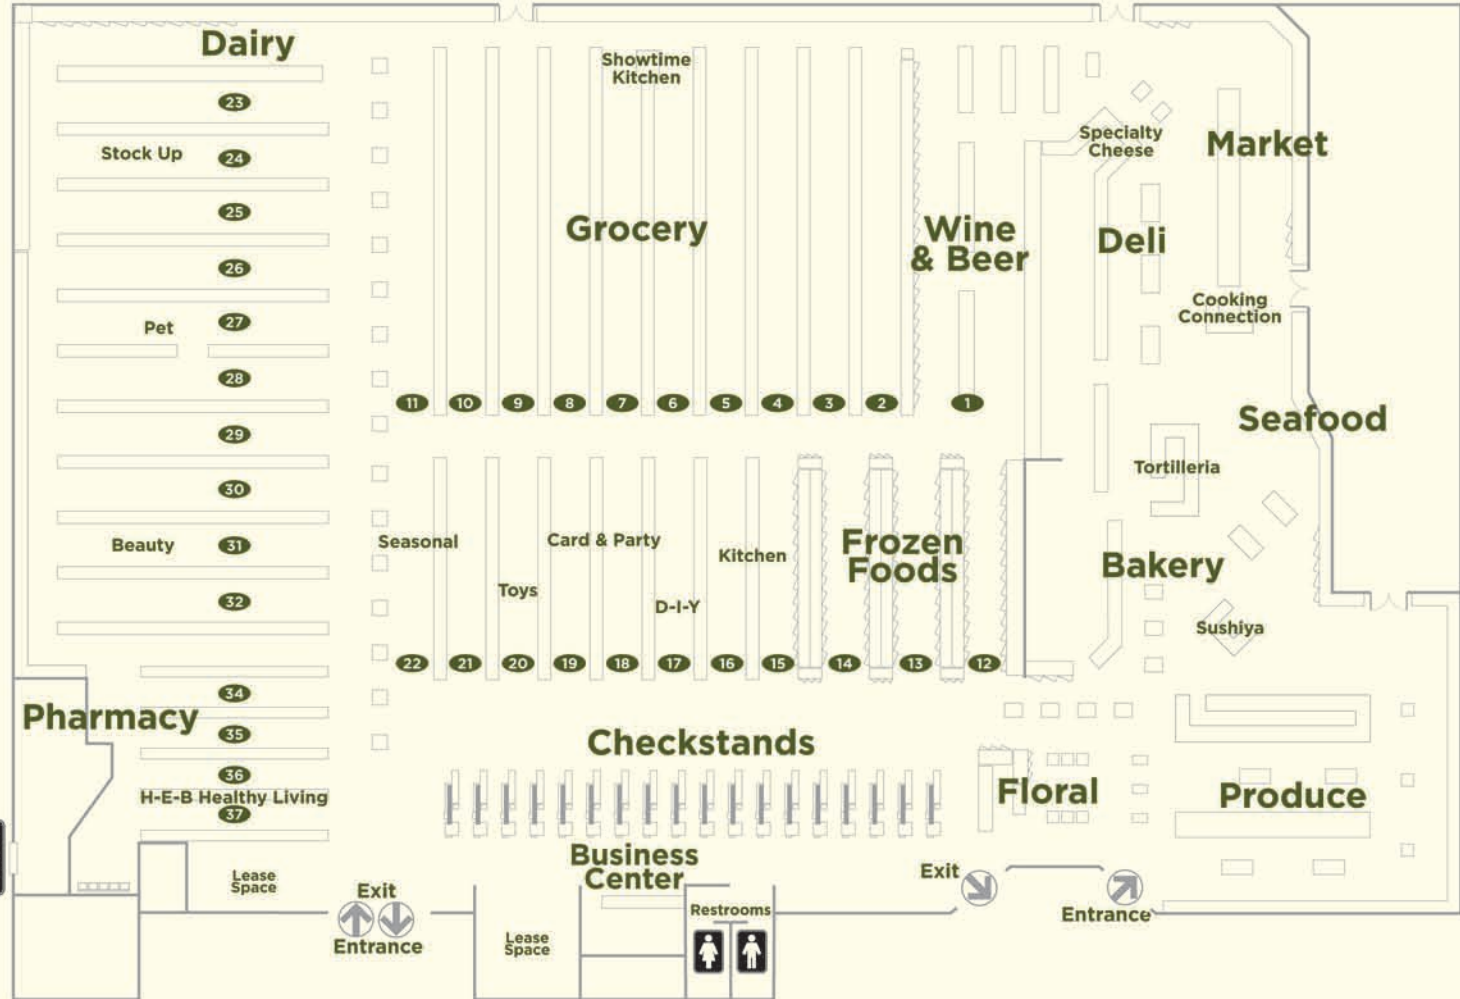 Dairy
Showtime
Kitchen
23
Stock Up
24
25
26
Pet
27
28
29
30
Beauty
31
32
34
35
36
H-E-B Healthy Living
37
Pharmacy
Grocery
Wine
& Beer
Specialty
Cheese
Market
Deli
Cooking
Connection
Seafood
11
10
9
8
7
6
5
4
3
2
1
Tortilleria
Seasonal
Card & Party
Toys
D-I-Y
Kitchen
Frozen
Foods
Bakery
Sushiya
22
21
20
19
18
17
16
15
14
13
12
Checkstands
Floral
Produce
Business
Center
Lease
Space
Exit
Entrance
Lease
Space
Restrooms
Exit
Entrance